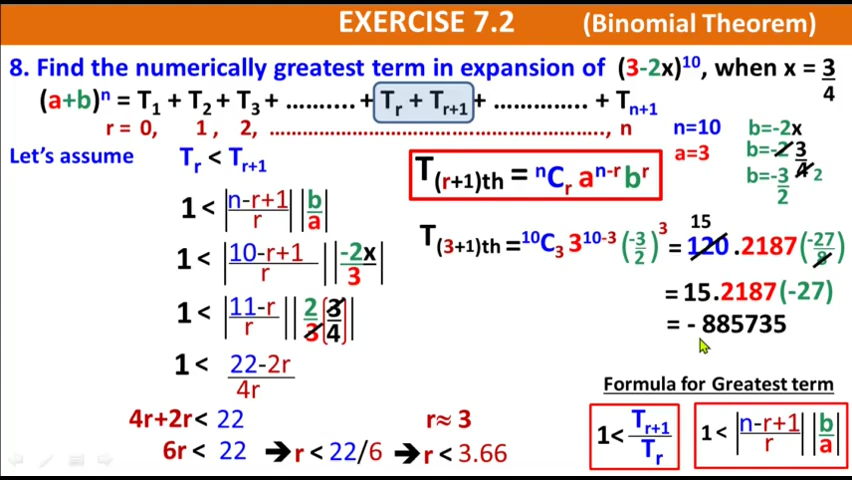 EXERCISE 7.2 (Binomial Theorem)
8. Find the numerically greatest term in expansion of (3-2x)¹⁰, when x = 3/4
(a+b)ⁿ = T₁ + T₂ + T₃ + ........... + Tᵣ + Tᵣ₊₁ + .............. + Tₙ₊₁
r = 0, 1, 2, ......................................................................., n
n=10 b=-2x
a=3 b=-2 3/4
b=-3/2 2
Let's assume Tᵣ < Tᵣ₊₁
T₍ᵣ₊₁₎th = ⁿCᵣ aⁿ⁻ʳ bʳ
1 < |n-r+1/r| |b/a|
1 < |10-r+1/r| |-2x/3|
1 < |11-r/r| |2/3(3/4)|
1 < 22-2r/4r
4r+2r < 22
6r < 22 → r < 22/6 → r < 3.66
r ≈ 3
T₍₃₊₁₎th = ¹⁰C₃ 3¹⁰⁻³ (-3/2)³ = 15 120 .2187(-27/8)
= 15.2187(-27)
= - 885735
Formula for Greatest term
1 < Tᵣ₊₁/Tᵣ
1 < |n-r+1/r| |b/a|